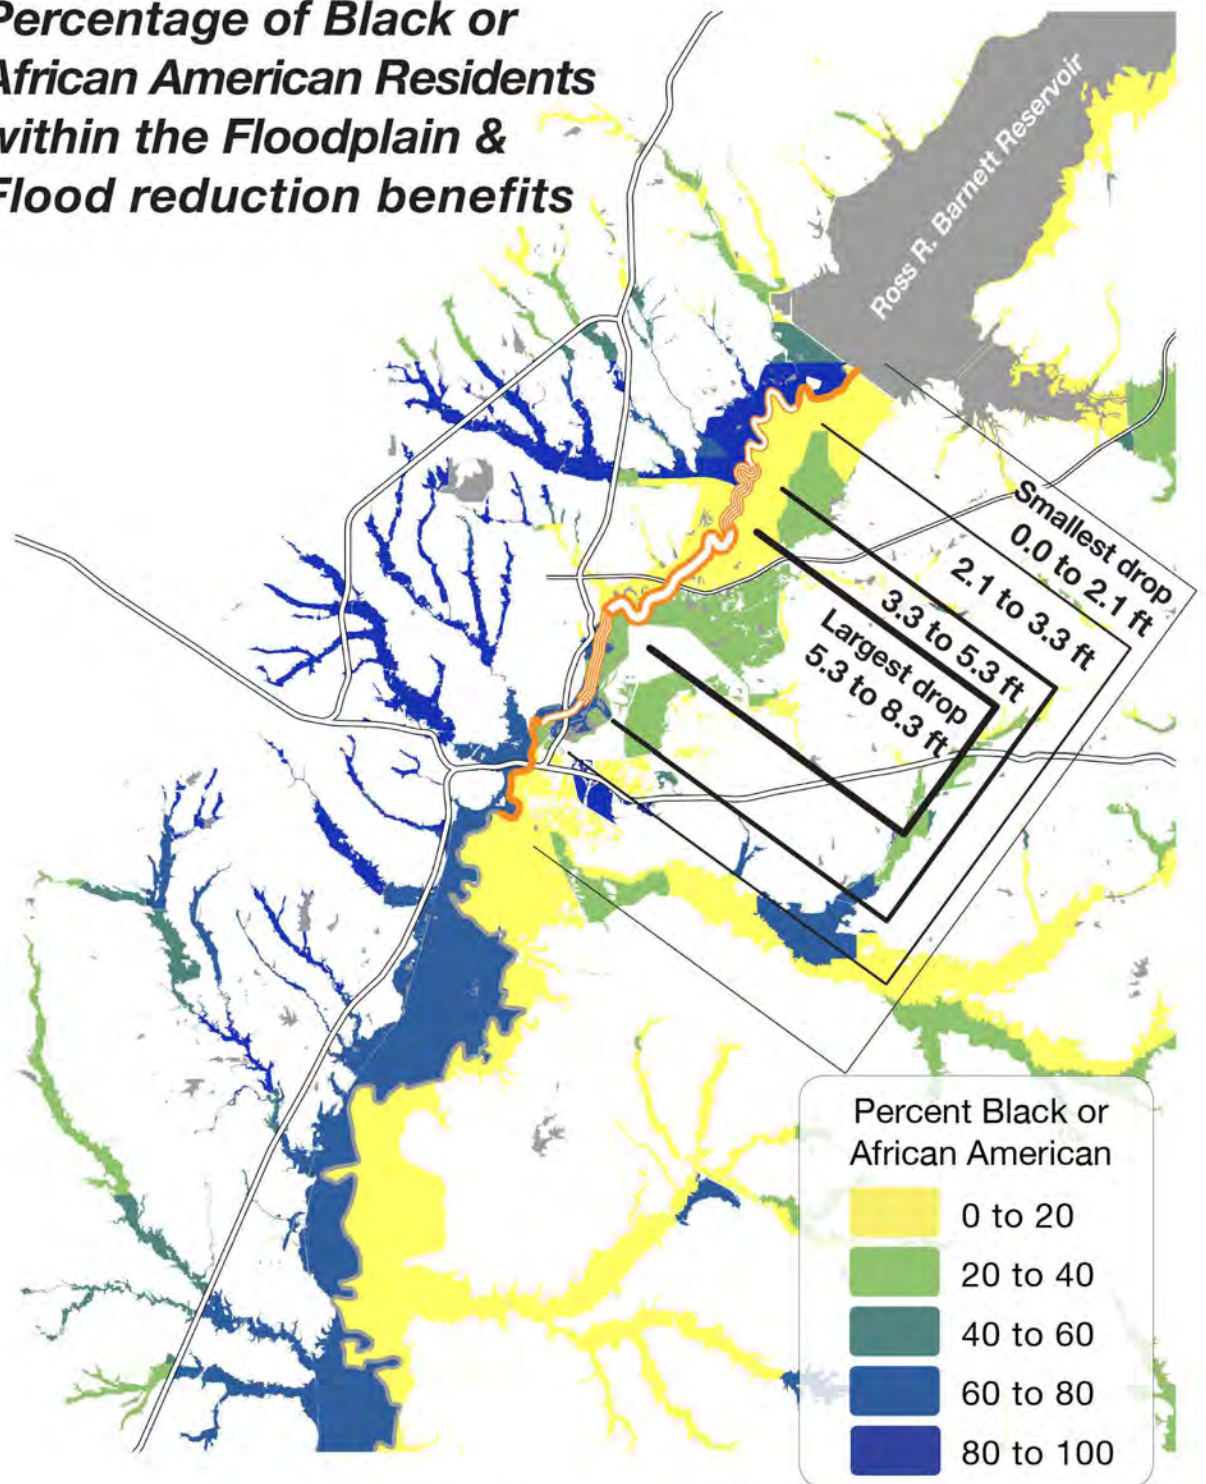 Percentage of Black or
African American Residents
within the Floodplain &
Flood reduction benefits
Ross R. Barnett Reservoir
Smallest drop
0.0 to 2.1 ft
2.1 to 3.3 ft
3.3 to 5.3 ft
Largest drop
5.3 to 8.3 ft
Percent Black or
African American
0 to 20
20 to 40
40 to 60
60 to 80
80 to 100